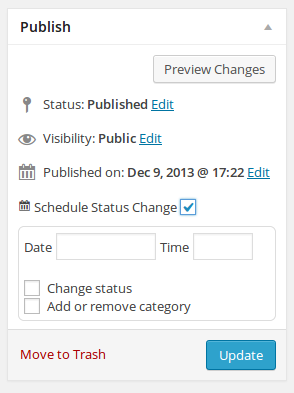 Publish
Preview Changes
Status: Published Edit
Visibility: Public Edit
Published on: Dec 9, 2013 @ 17:22 Edit
Schedule Status Change
Date Time
Change status
Add or remove category
Move to Trash Update